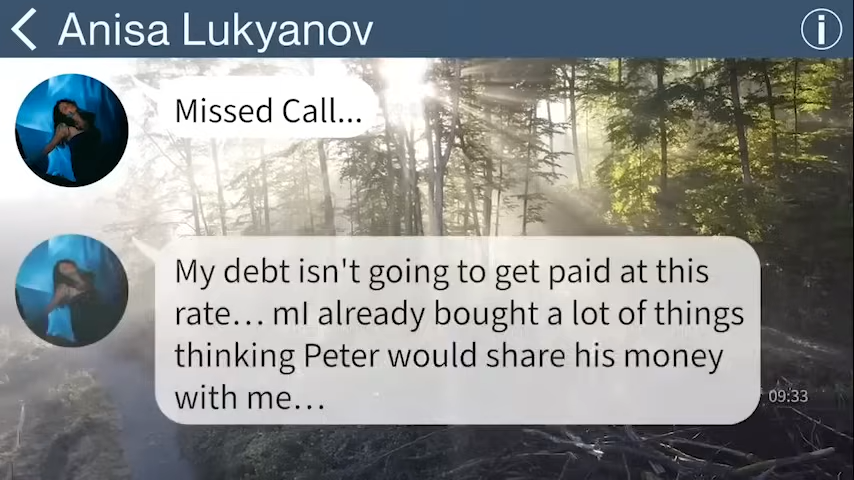 Anisa Lukyanov
Missed Call...
My debt isn't going to get paid at this
rate... mI already bought a lot of things
thinking Peter would share his money
with me...
09:33